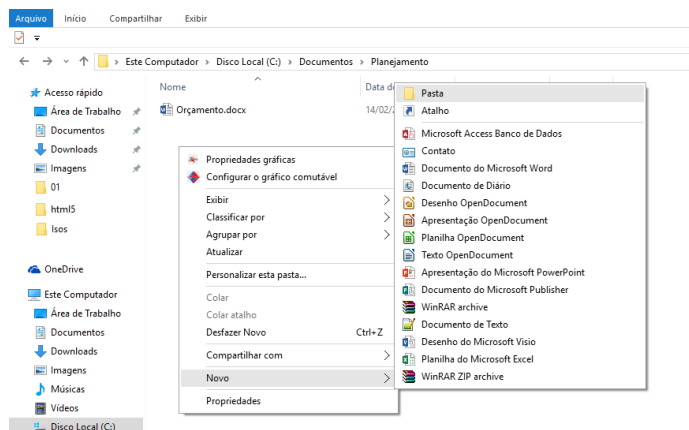 Arquivo Início Compartilhar Exibir
Este Computador > Disco Local (C:) > Documentos > Planejamento
Acesso rápido
Área de Trabalho
Documentos
Downloads
Imagens
01
html5
Isos
OneDrive
Este Computador
Área de Trabalho
Documentos
Downloads
Imagens
Músicas
Vídeos
Disco Local (C:)
Nome Data d
Orçamento.docx 14/02/
Propriedades gráficas
Configurar o gráfico comutável
Exibir
Classificar por
Agrupar por
Atualizar
Personalizar esta pasta...
Colar
Colar atalho
Desfazer Novo Ctrl+Z
Compartilhar com
Novo
Propriedades
Pasta
Atalho
Microsoft Access Banco de Dados
Contato
Documento do Microsoft Word
Documento de Diário
Desenho OpenDocument
Apresentação OpenDocument
Planilha OpenDocument
Texto OpenDocument
Apresentação do Microsoft PowerPoint
Documento do Microsoft Publisher
WinRAR archive
Documento de Texto
Desenho do Microsoft Visio
Planilha do Microsoft Excel
WinRAR ZIP archive